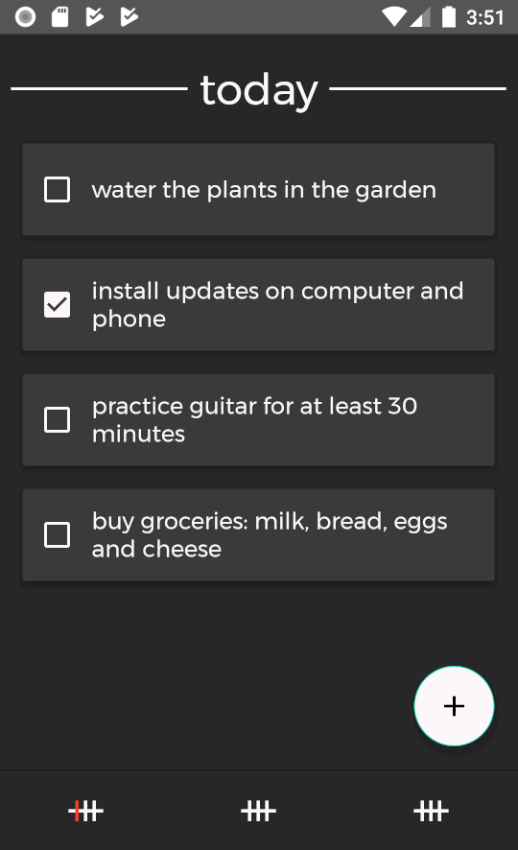 3:51
today
water the plants in the garden
install updates on computer and
phone
practice guitar for at least 30
minutes
buy groceries: milk, bread, eggs
and cheese